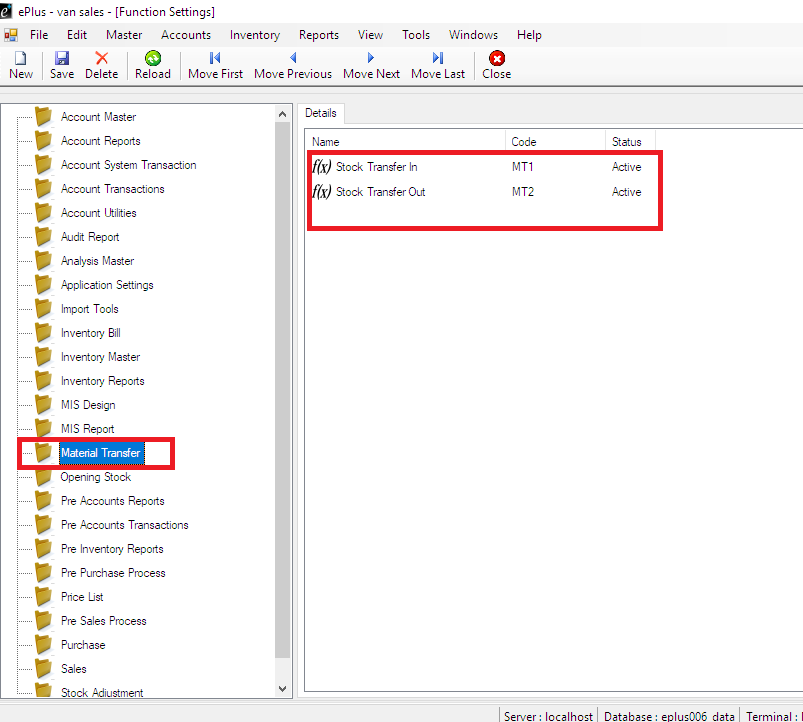 ePlus - van sales - [Function Settings]
File Edit Master Accounts Inventory Reports View Tools Windows Help
New Save Delete Reload Move First Move Previous Move Next Move Last Close
Account Master
Account Reports
Account System Transaction
Account Transactions
Account Utilities
Audit Report
Analysis Master
Application Settings
Import Tools
Inventory Bill
Inventory Master
Inventory Reports
MIS Design
MIS Report
Material Transfer
Opening Stock
Pre Accounts Reports
Pre Accounts Transactions
Pre Inventory Reports
Pre Purchase Process
Price List
Pre Sales Process
Purchase
Sales
Stock Adjustment
Details
Name Code Status
f(x) Stock Transfer In MT1 Active
f(x) Stock Transfer Out MT2 Active
Server : localhost Database : eplus006_data Terminal :